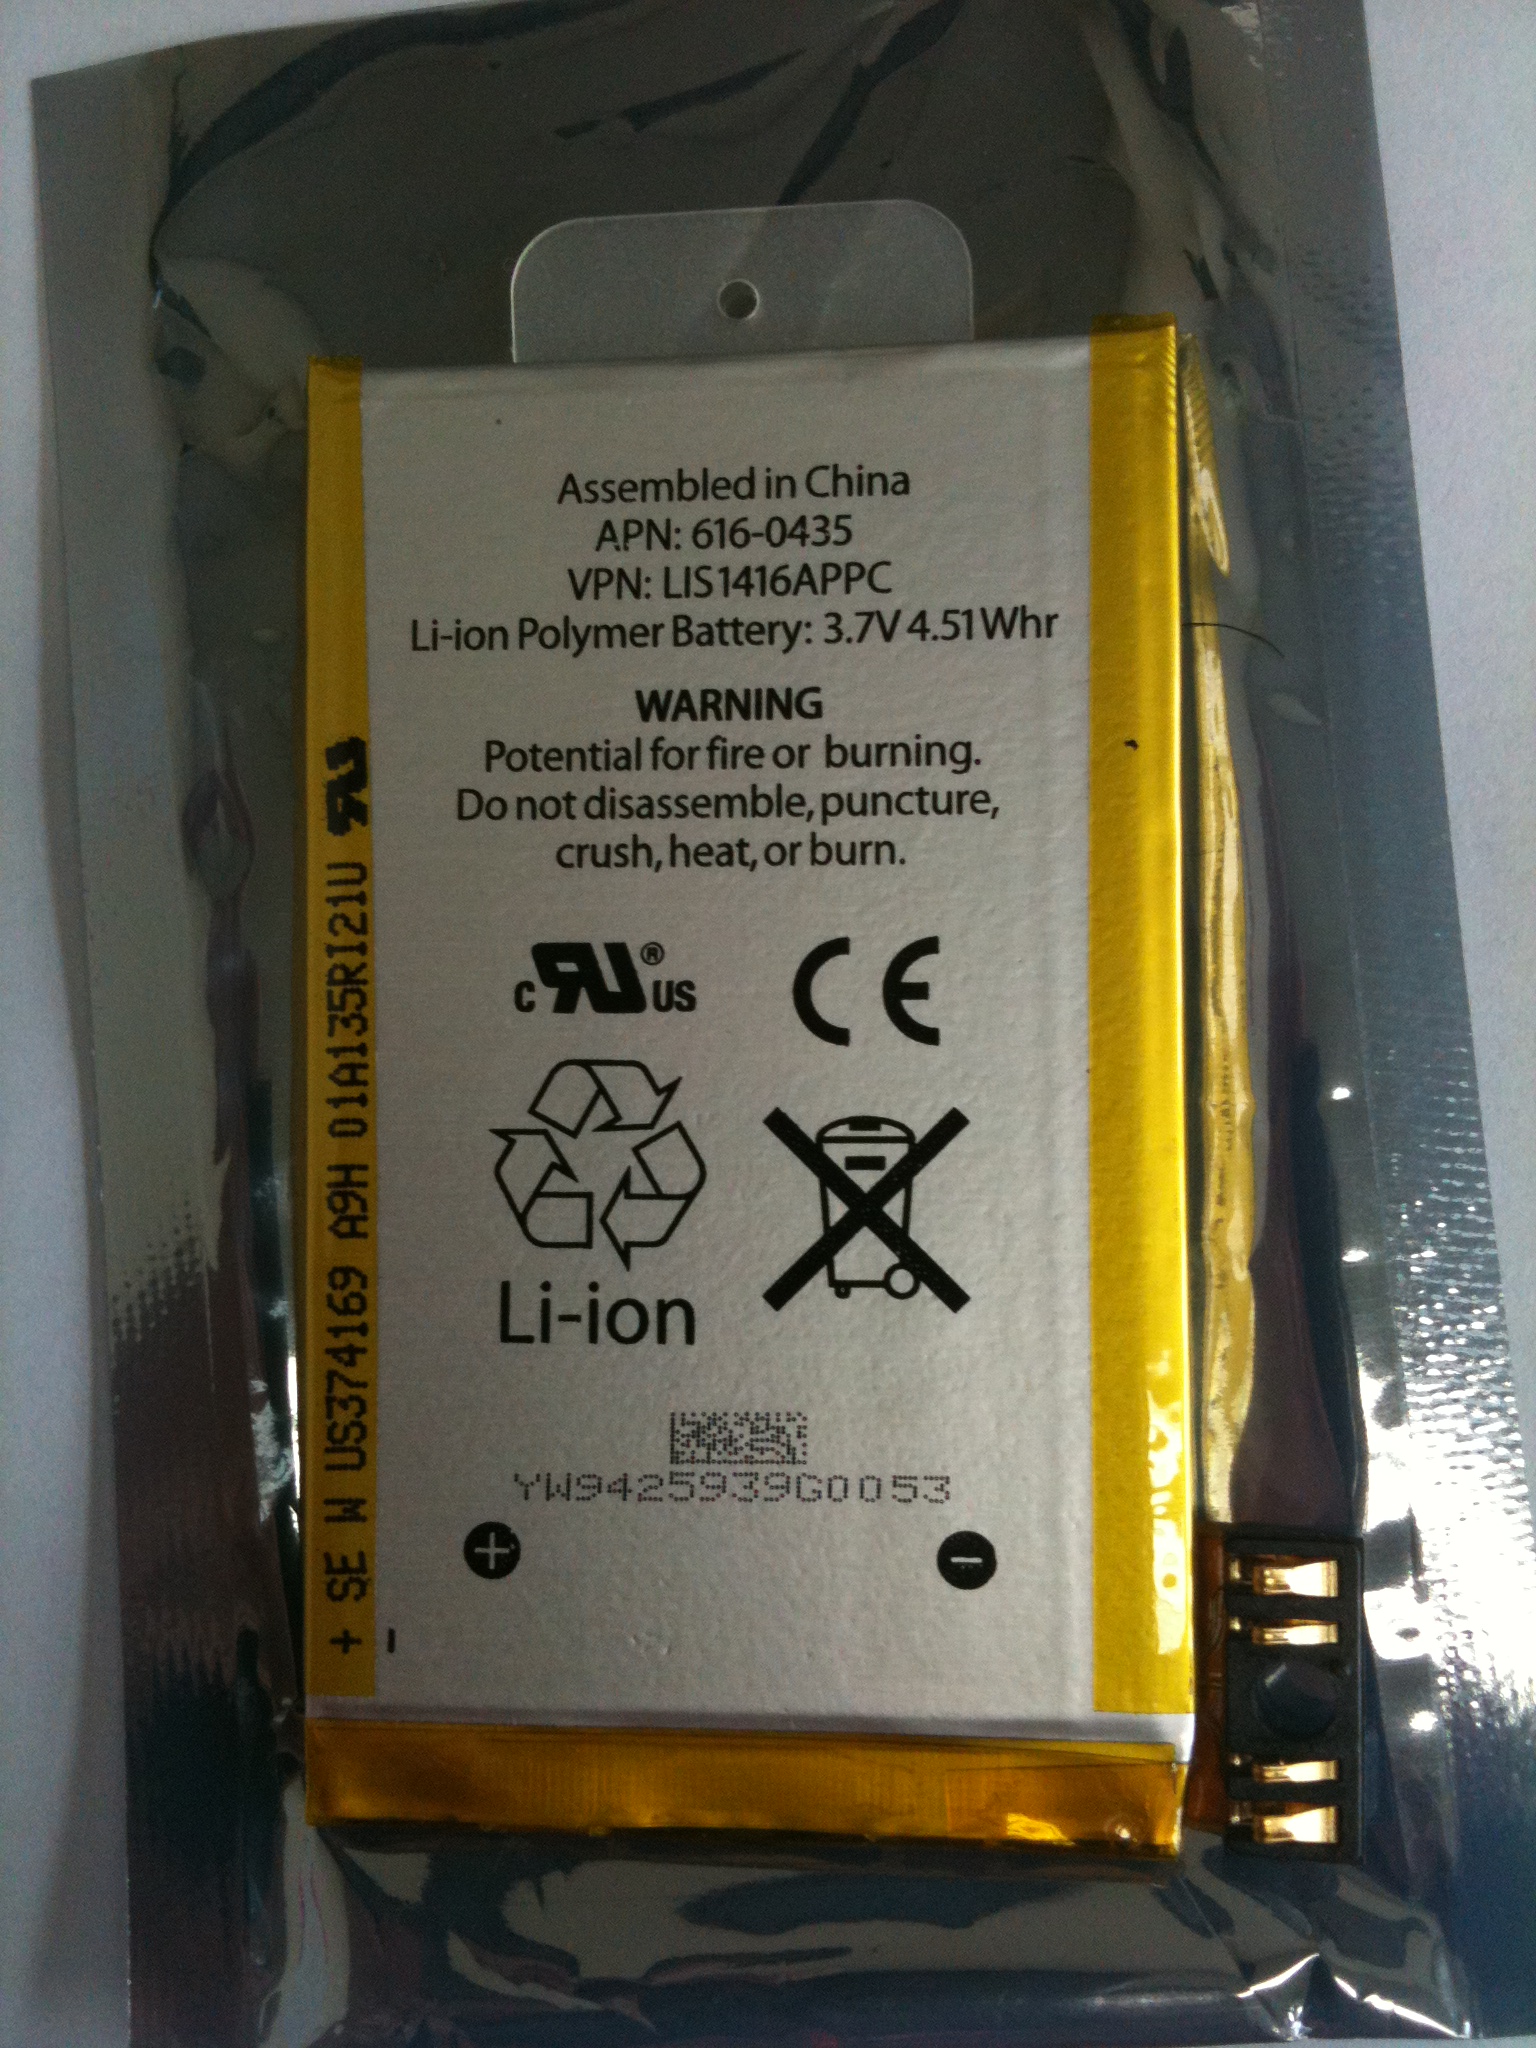 Assembled in China
APN: 616-0435
VPN: LIS1416APPC
Li-ion Polymer Battery: 3.7V 4.51Whr
WARNING
Potential for fire or burning.
Do not disassemble, puncture,
crush, heat, or burn.
c RU ® US
CE
Li-ion
YW9425939G0053
+ -
+ SE W US374169 A9H 01A135R121U RU
-